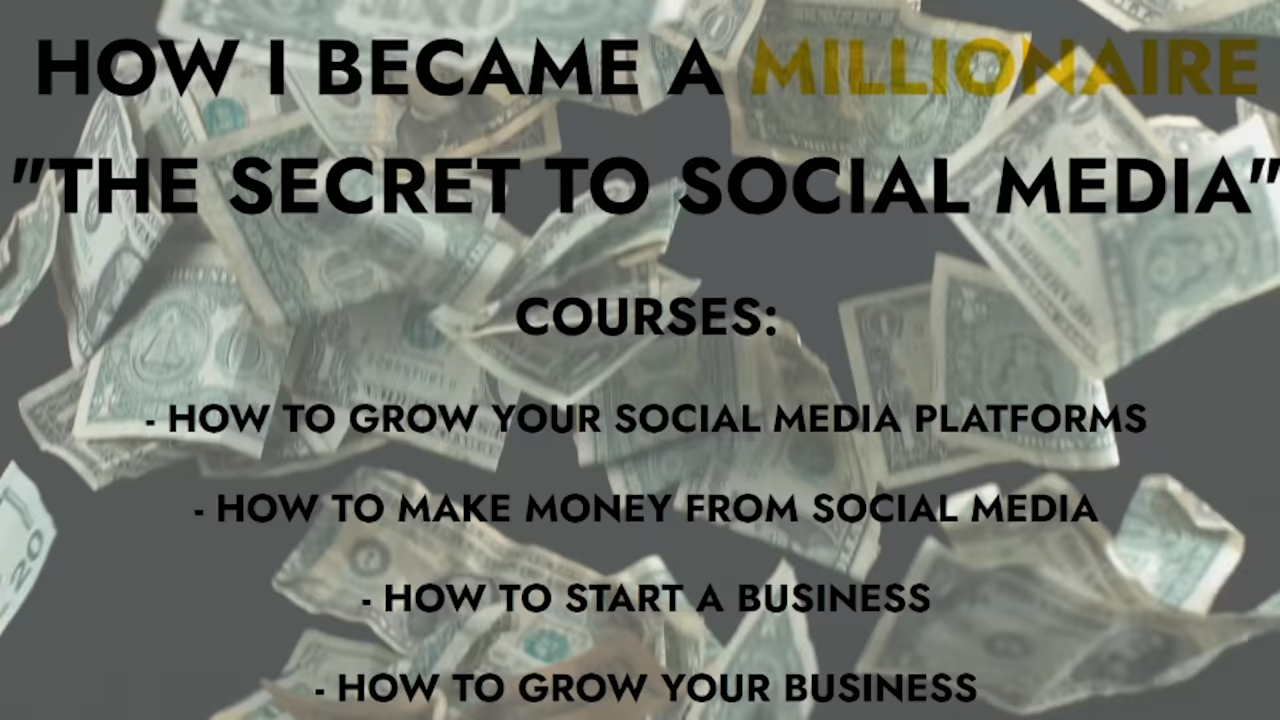 HOW I BECAME A MILLIONAIRE
"THE SECRET TO SOCIAL MEDIA"
COURSES:
- HOW TO GROW YOUR SOCIAL MEDIA PLATFORMS
- HOW TO MAKE MONEY FROM SOCIAL MEDIA
- HOW TO START A BUSINESS
- HOW TO GROW YOUR BUSINESS
20